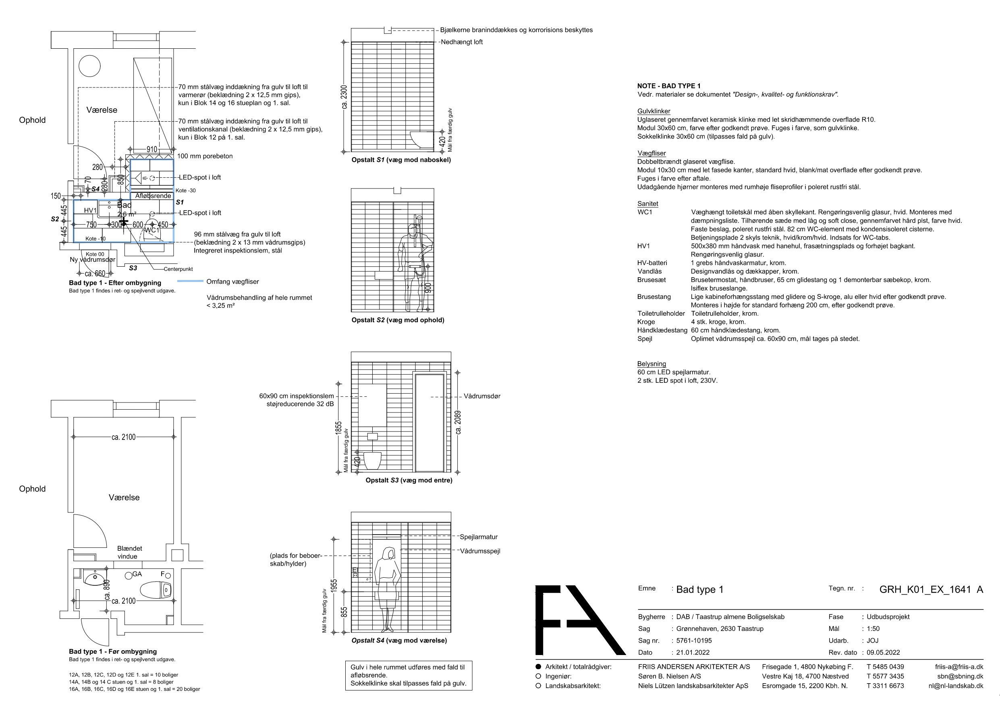 Ophold
Værelse
70 mm stålvæg inddækning fra gulv til loft til
varmerør (beklædning 2 x 12,5 mm gips),
kun i Blok 14 og 16 stueplan og 1. sal.
70 mm stålvæg inddækning fra gulv til loft til
ventilationskanal (beklædning 2 x 12,5 mm gips),
kun i Blok 12 på 1. sal.
910
100 mm porebeton
280
850
70
280
S4
LED-spot i loft
Kote -30
150
Afløbsrende
S1
Bad
2,6 m²
HV1
LED-spot i loft
S2
445
445
750
300
600
450
WC1
Kote -10
96 mm stålvæg fra gulv til loft
(beklædning 2 x 13 mm vådrumsgips)
Integreret inspektionslem, stål
Kote 00
Ny vådrumsdør
S3
Centerpunkt
ca. 660
Bad type 1 - Efter ombygning
Bad type 1 findes i ret- og spejlvendt udgave.
Omfang vægfliser
Vådrumsbehandling af hele rummet
< 3,25 m²
Ophold
ca. 2100
Værelse
Blændet
vindue
GA
F
ca. 890
ca. 2100
Bad type 1 - Før ombygning
Bad type 1 findes i ret- og spejlvendt udgave.
12A, 12B, 12C, 12D og 12E 1. sal = 10 boliger
14A, 14B og 14 C stuen og 1. sal = 8 boliger
16A, 16B, 16C, 16D og 16E stuen og 1. sal = 20 boliger
Bjælkerne braninddækkes og korrorisions beskyttes
Nedhængt loft
ca. 2300
420
Mål fra færdig gulv
Opstalt S1 (væg mod naboskel)
900
Opstalt S2 (væg mod ophold)
60x90 cm inspektionslem
støjreducerende 32 dB
Vådrumsdør
1855
Mål fra færdig gulv
420
ca. 2089
Opstalt S3 (væg mod entre)
Spejlarmatur
Vådrumsspejl
(plads for beboer-
skab/hylder)
El
1955
855
Mål fra færdig gulv
Opstalt S4 (væg mod værelse)
Gulv i hele rummet udføres med fald til
afløbsrende.
Sokkelklinke skal tilpasses fald på gulv.
NOTE - BAD TYPE 1
Vedr. materialer se dokumentet "Design-, kvalitet- og funktionskrav".
Gulvklinker
Uglaseret gennemfarvet keramisk klinke med let skridhæmmende overflade R10.
Modul 30x60 cm, farve efter godkendt prøve. Fuges i farve, som gulvklinke.
Sokkelklinke 30x60 cm (tilpasses fald på gulv).
Vægfliser
Dobbeltbrændt glaseret vægflise.
Modul 10x30 cm med let fasede kanter, standard hvid, blank/mat overflade efter godkendt prøve.
Fuges i farve efter aftale.
Udadgående hjørner monteres med rumhøje fliseprofiler i poleret rustfri stål.
Sanitet
WC1 Væghængt toiletskål med åben skyllekant. Rengøringsvenlig glasur, hvid. Monteres med
dæmpningsliste. Tilhørende sæde med låg og soft close, gennemfarvet hård plst, farve hvid.
Faste beslag, poleret rustfri stål. 82 cm WC-element med kondensisoleret cisterne.
Betjeningsplade 2 skyls teknik, hvid/krom/hvid. Indsats for WC-tabs.
HV1 500x380 mm håndvask med hanehul, frasætningsplads og forhøjet bagkant.
Rengøringsvenlig glasur.
HV-batteri 1 grebs håndvaskarmatur, krom.
Vandlås Designvandlås og dækkapper, krom.
Brusesæt Brusetermostat, håndbruser, 65 cm glidestang og 1 demonterbar sæbekop, krom.
Isiflex bruseslange.
Brusestang Lige kabineforhængsstang med glidere og S-kroge, alu eller hvid efter godkendt prøve.
Monteres i højde for standard forhæng 200 cm, efter godkendt prøve.
Toiletrulleholder Toiletrulleholder, krom.
Kroge 4 stk. kroge, krom.
Håndklædestang 60 cm håndklædestang, krom.
Spejl Oplimet vådrumsspejl ca. 60x90 cm, mål tages på stedet.
Belysning
60 cm LED spejlarmatur.
2 stk. LED spot i loft, 230V.
FA
Emne : Bad type 1 Tegn. nr. : GRH_K01_EX_1641 A
Bygherre : DAB / Taastrup almene Boligselskab Fase : Udbudsprojekt
Sag : Grønnehaven, 2630 Taastrup Mål : 1:50
Sag nr. : 5761-10195 Udarb. : JOJ
Dato : 21.01.2022 Rev. dato : 09.05.2022
Arkitekt / totalrådgiver: FRIIS ANDERSEN ARKITEKTER A/S Frisegade 1, 4800 Nykøbing F. T 5485 0439 friis-a@friis-a.dk
Ingeniør: Søren B. Nielsen A/S Vestre Kaj 18, 4700 Næstved T 5577 3435 sbn@sbning.dk
Landskabsarkitekt: Niels Lützen landskabsarkitekter ApS Esromgade 15, 2200 Kbh. N. T 3311 6673 nl@nl-landskab.dk